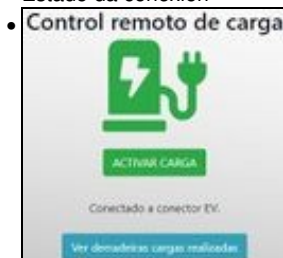 Estado da conexión
Control remoto de carga
ACTIVAR CARGA
Conectado a conector EV.
Ver derradeiras cargas realizadas